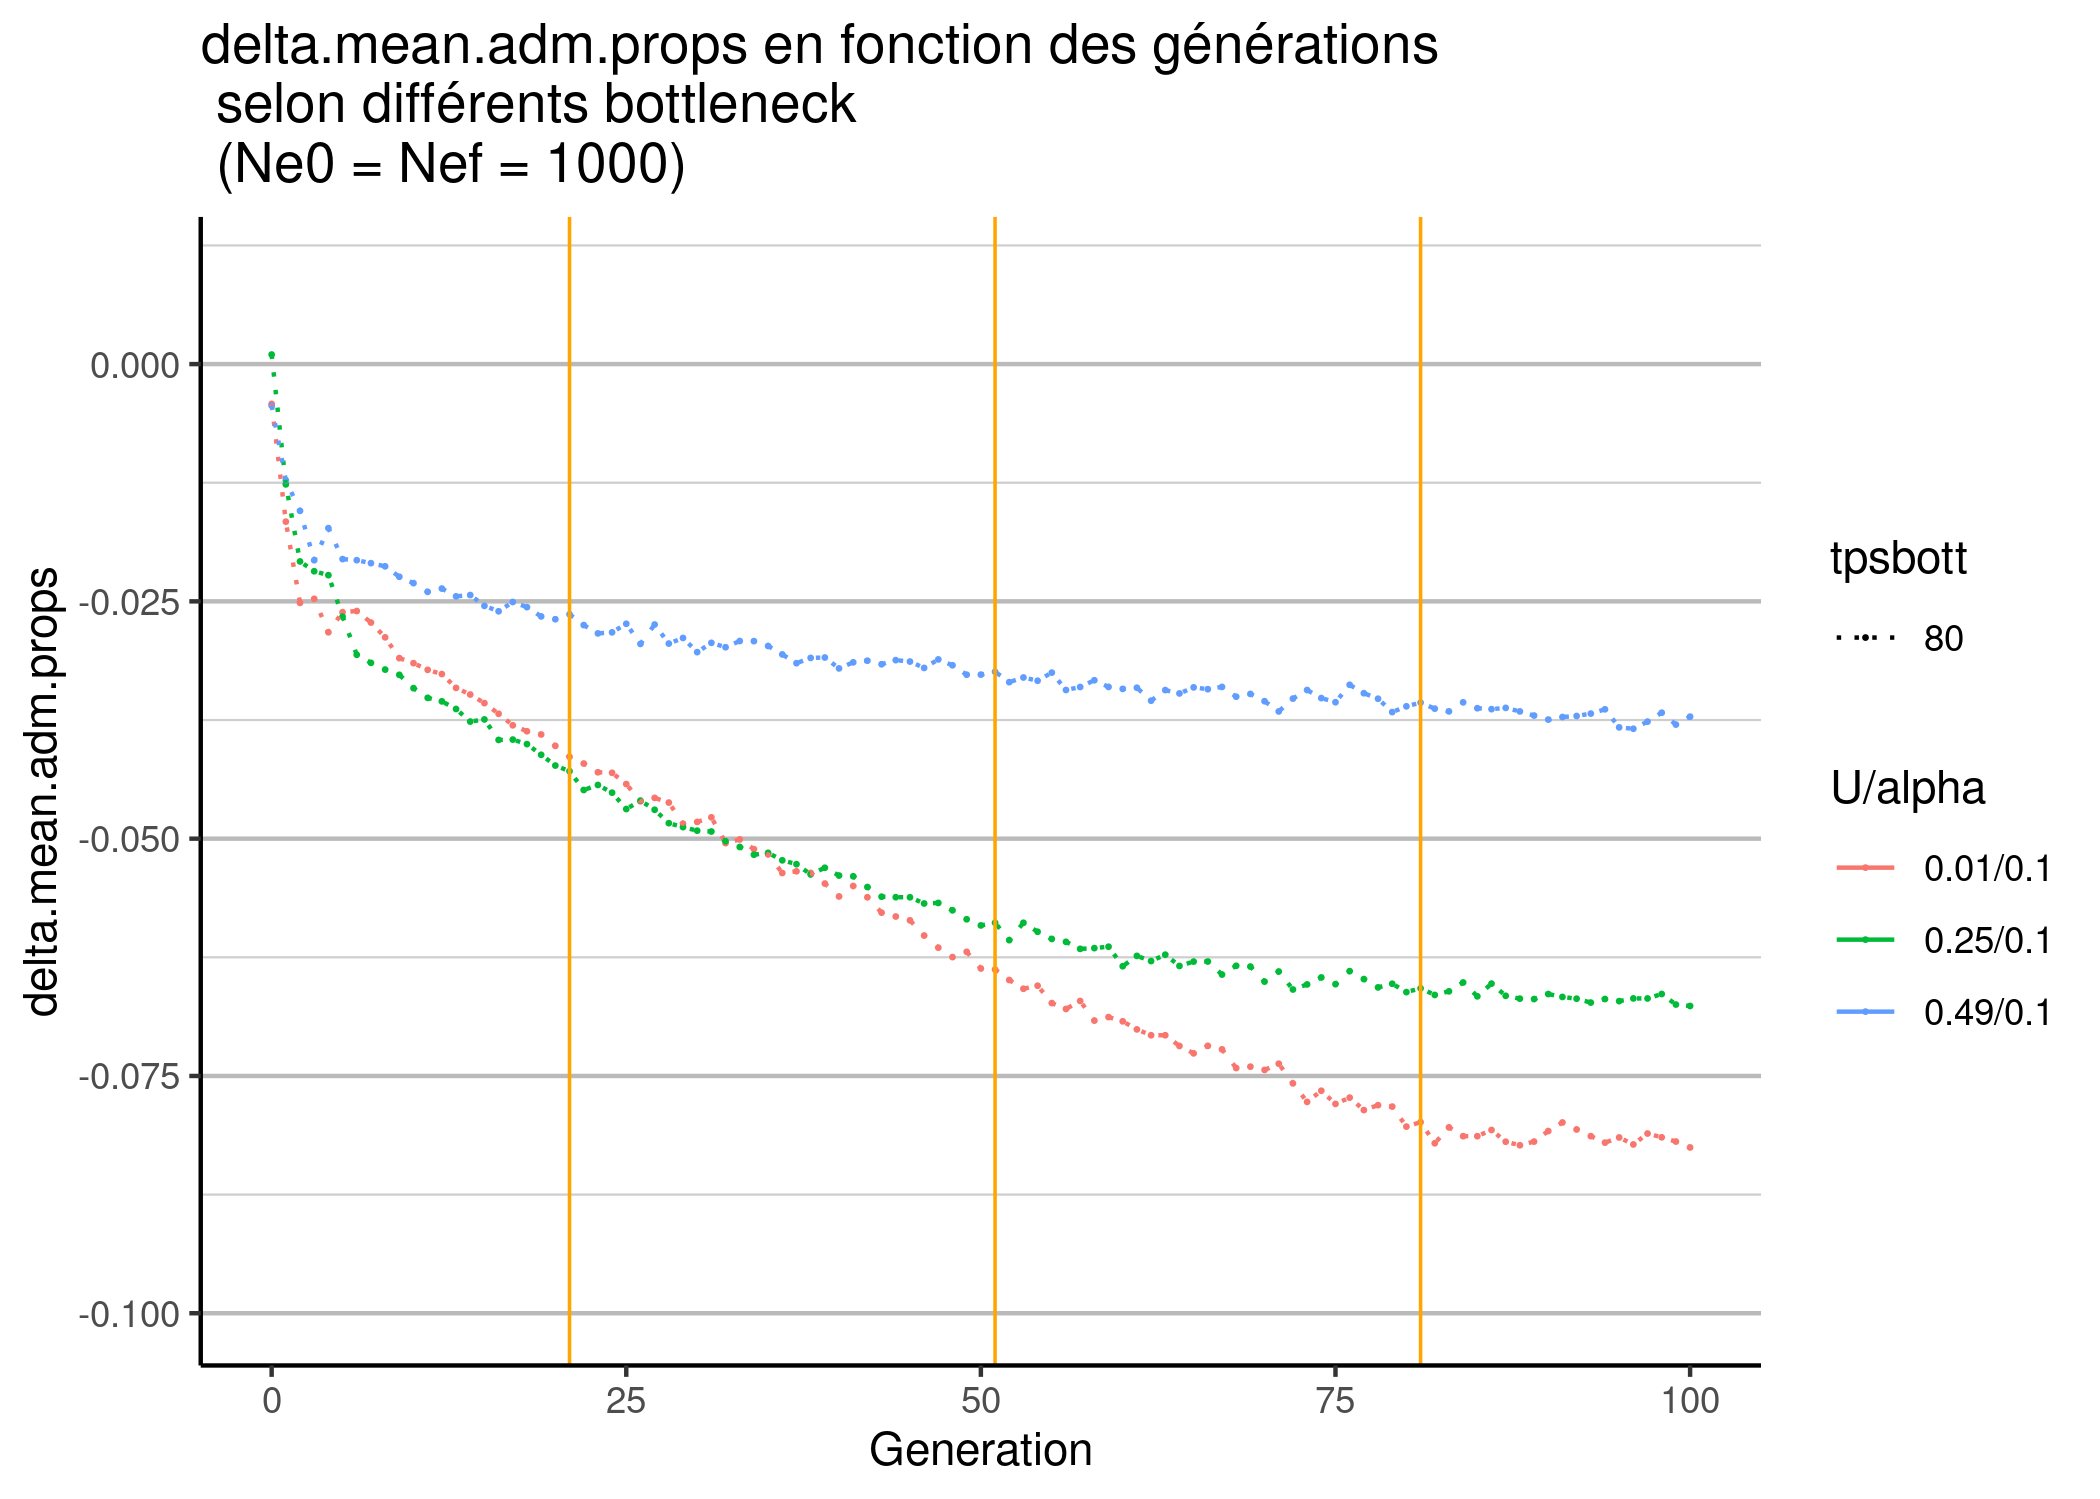 delta.mean.adm.props en fonction des générations
selon différents bottleneck
(Ne0 = Nef = 1000)
delta.mean.adm.props
0.000
-0.025
-0.050
-0.075
-0.100
0
25
50
75
100
Generation
tpsbott
80
U/alpha
0.01/0.1
0.25/0.1
0.49/0.1